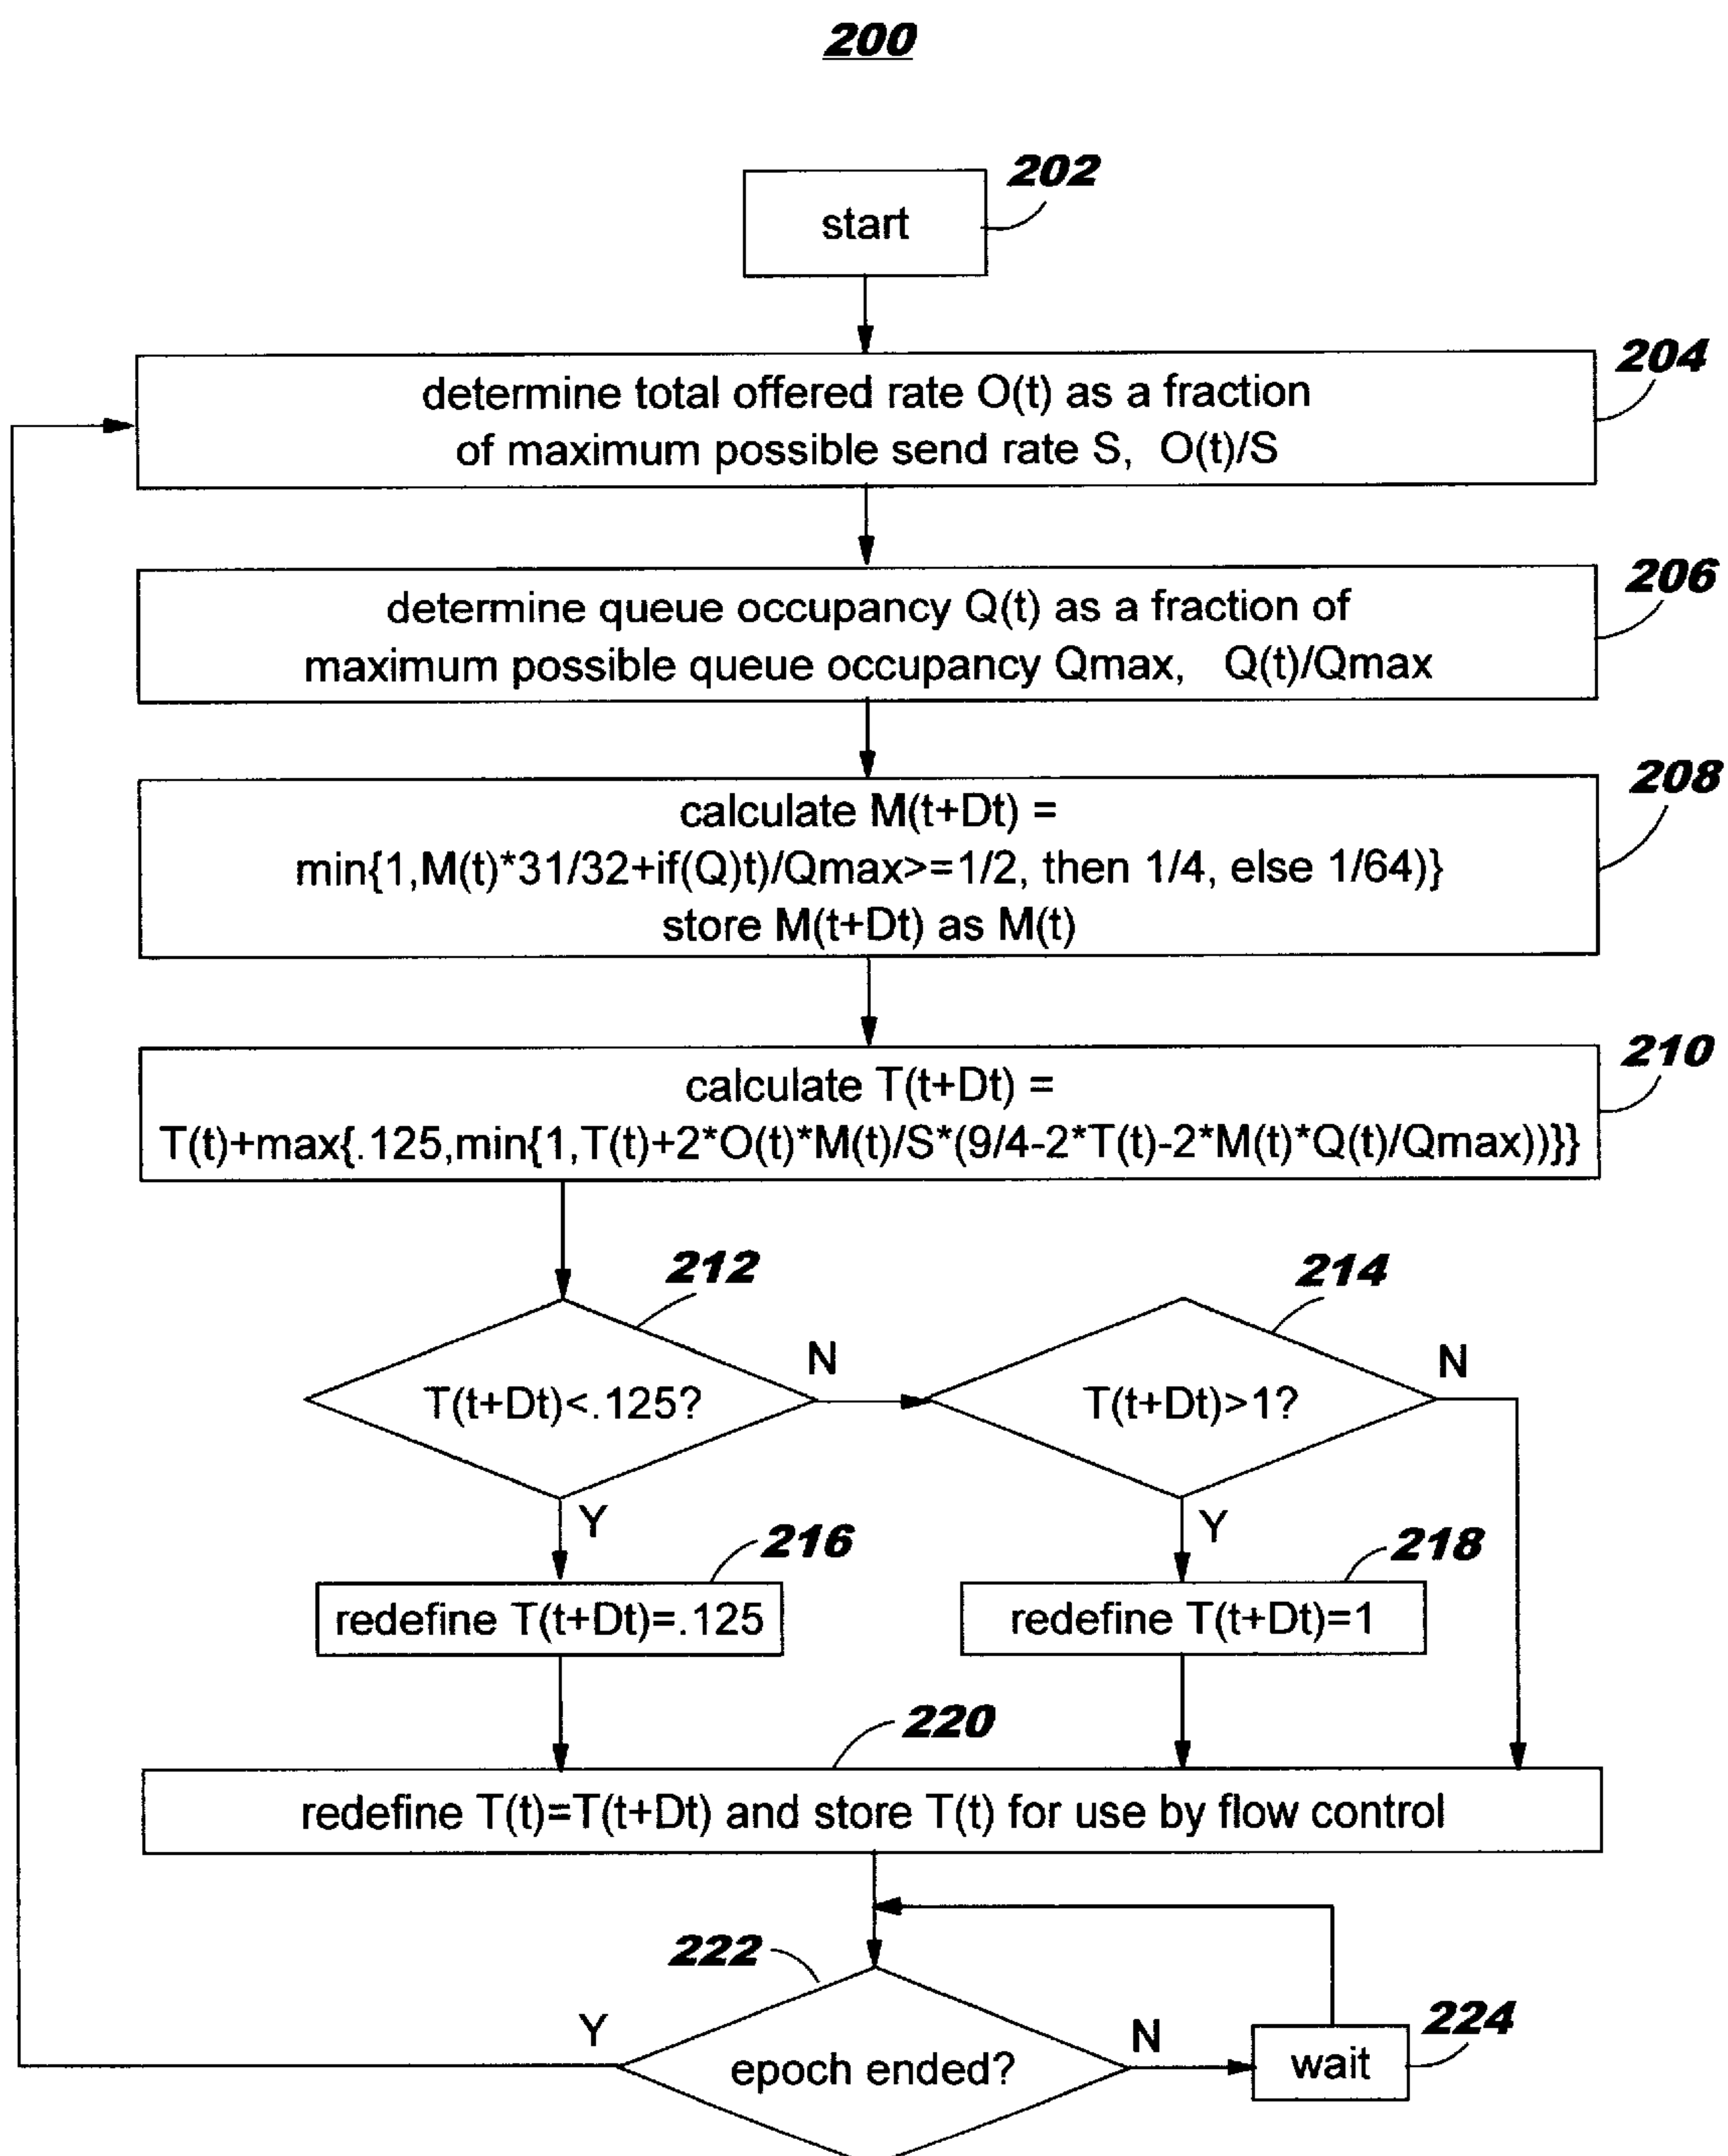 200
202
start
204
determine total offered rate O(t) as a fraction
of maximum possible send rate S, O(t)/S
206
determine queue occupancy Q(t) as a fraction of
maximum possible queue occupancy Qmax, Q(t)/Qmax
208
calculate M(t+Dt) =
min{1,M(t)*31/32+if(Q)t)/Qmax>=1/2, then 1/4, else 1/64)}
store M(t+Dt) as M(t)
210
calculate T(t+Dt) =
T(t)+max{.125,min{1,T(t)+2*O(t)*M(t)/S*(9/4-2*T(t)-2*M(t)*Q(t)/Qmax))}}
212
214
T(t+Dt)<.125?
N
T(t+Dt)>1?
N
Y
Y
216
218
redefine T(t+Dt)=.125
redefine T(t+Dt)=1
220
redefine T(t)=T(t+Dt) and store T(t) for use by flow control
222
Y
epoch ended?
N
224
wait